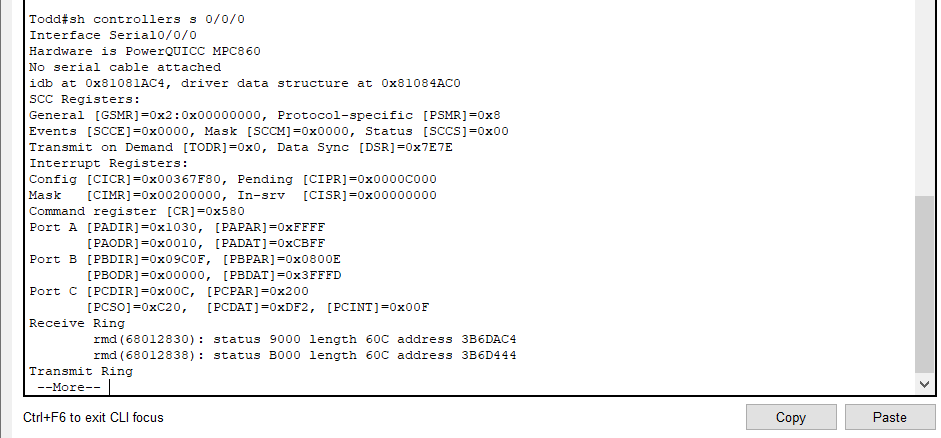 Todd#sh controllers s 0/0/0
Interface Serial0/0/0
Hardware is PowerQUICC MPC860
No serial cable attached
idb at 0x81081AC4, driver data structure at 0x81084AC0
SCC Registers:
General [GSMR]=0x2:0x00000000, Protocol-specific [PSMR]=0x8
Events [SCCE]=0x0000, Mask [SCCM]=0x0000, Status [SCCS]=0x00
Transmit on Demand [TODR]=0x0, Data Sync [DSR]=0x7E7E
Interrupt Registers:
Config [CICR]=0x00367F80, Pending [CIPR]=0x0000C000
Mask   [CIMR]=0x00200000, In-srv  [CISR]=0x00000000
Command register [CR]=0x580
Port A [PADIR]=0x1030, [PAPAR]=0xFFFF
       [PAODR]=0x0010, [PADAT]=0xCBFF
Port B [PBDIR]=0x09C0F, [PBPAR]=0x0800E
       [PBODR]=0x00000, [PBDAT]=0x3FFFD
Port C [PCDIR]=0x00C, [PCPAR]=0x200
       [PCSO]=0xC20,  [PCDAT]=0xDF2, [PCINT]=0x00F
Receive Ring
        rmd(68012830): status 9000 length 60C address 3B6DAC4
        rmd(68012838): status B000 length 60C address 3B6D444
Transmit Ring
 --More--
Ctrl+F6 to exit CLI focus
Copy
Paste